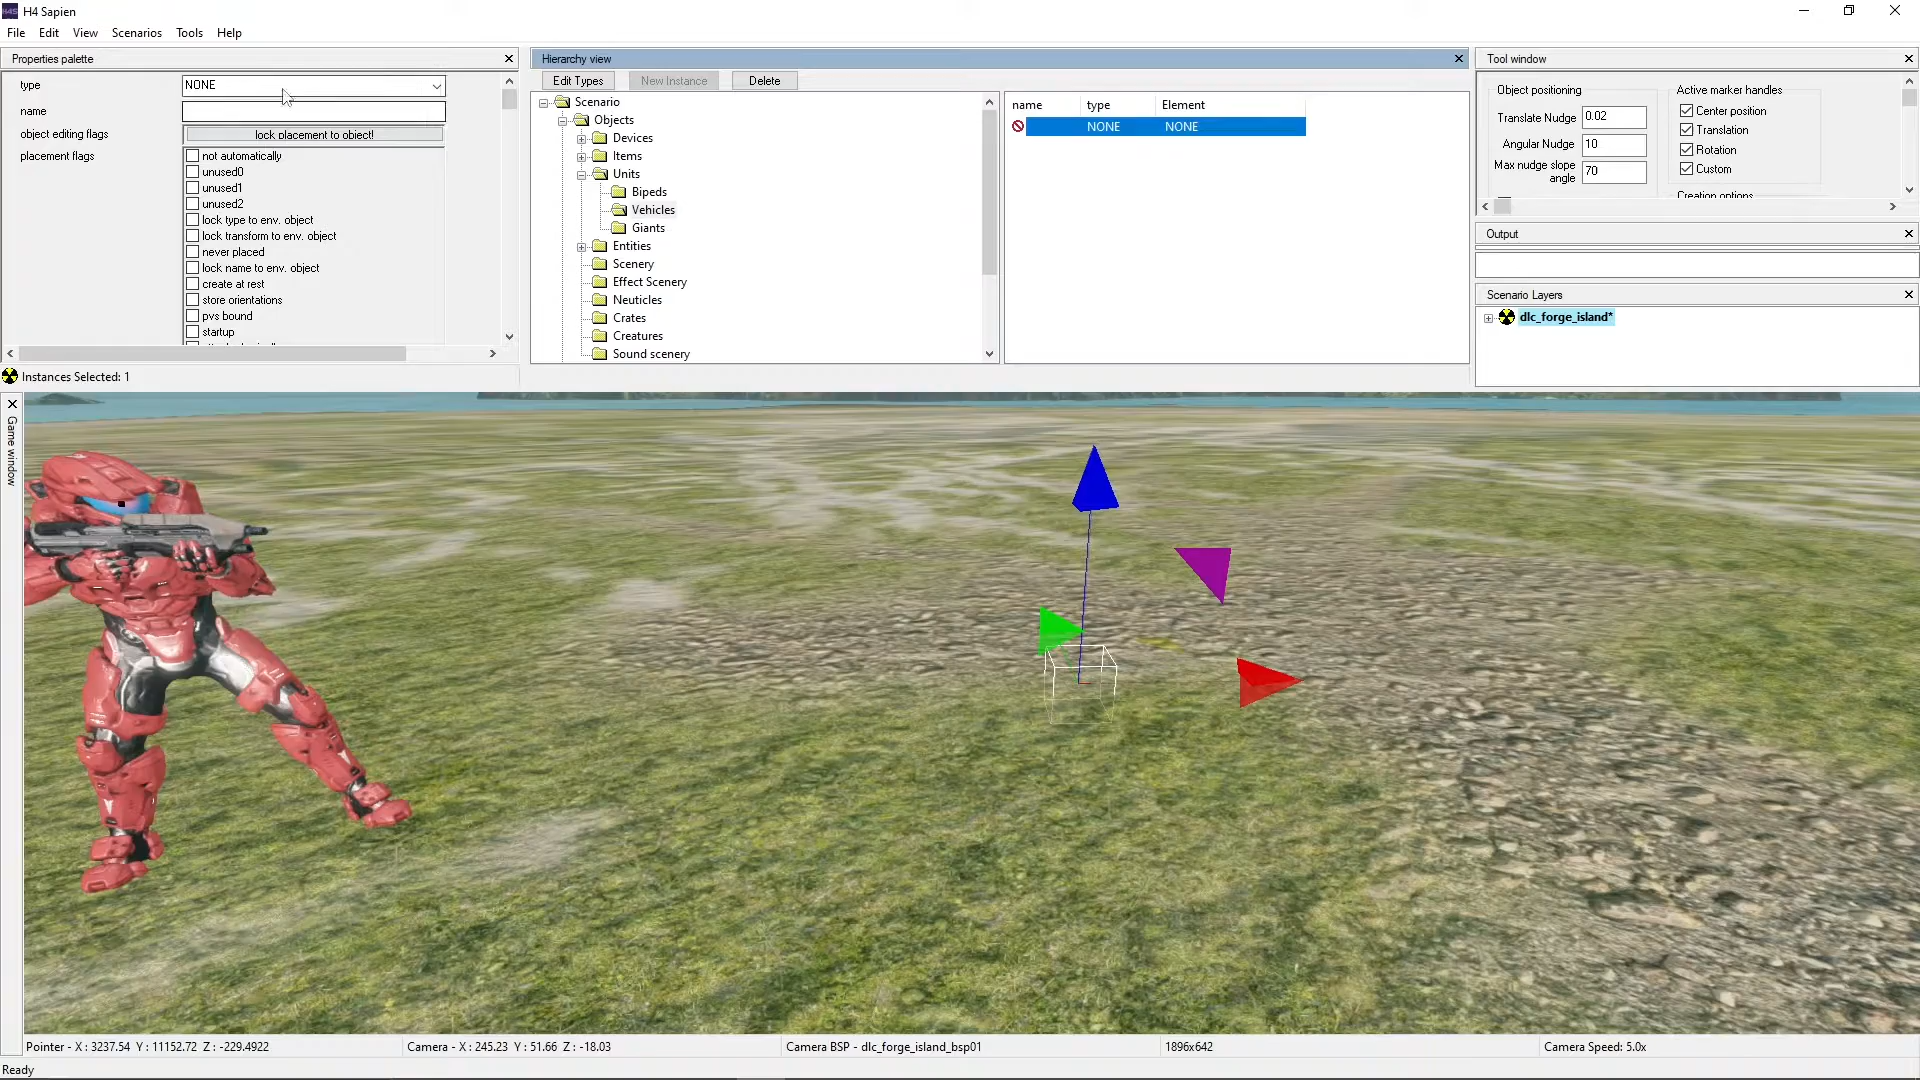 H4S H4 Sapien
File Edit View Scenarios Tools Help
Properties palette
type NONE
name
object editing flags lock placement to object!
placement flags not automatically
unused0
unused1
unused2
lock type to env. object
lock transform to env. object
never placed
lock name to env. object
create at rest
store orientations
pvs bound
startup
Instances Selected: 1
Hierarchy view
Edit Types New Instance Delete
Scenario
Objects
Devices
Items
Units
Bipeds
Vehicles
Giants
Entities
Scenery
Effect Scenery
Neuticles
Crates
Creatures
Sound scenery
name type Element
NONE NONE
Tool window
Object positioning
Translate Nudge 0.02
Angular Nudge 10
Max nudge slope angle 70
Active marker handles
Center position
Translation
Rotation
Custom
Creation options
Output
Scenario Layers
dlc_forge_island*
Game window
Pointer - X : 3237.54 Y : 11152.72 Z : -229.4922 Camera - X : 245.23 Y : 51.66 Z : -18.03 Camera BSP - dlc_forge_island_bsp01 1896x642 Camera Speed: 5.0x
Ready